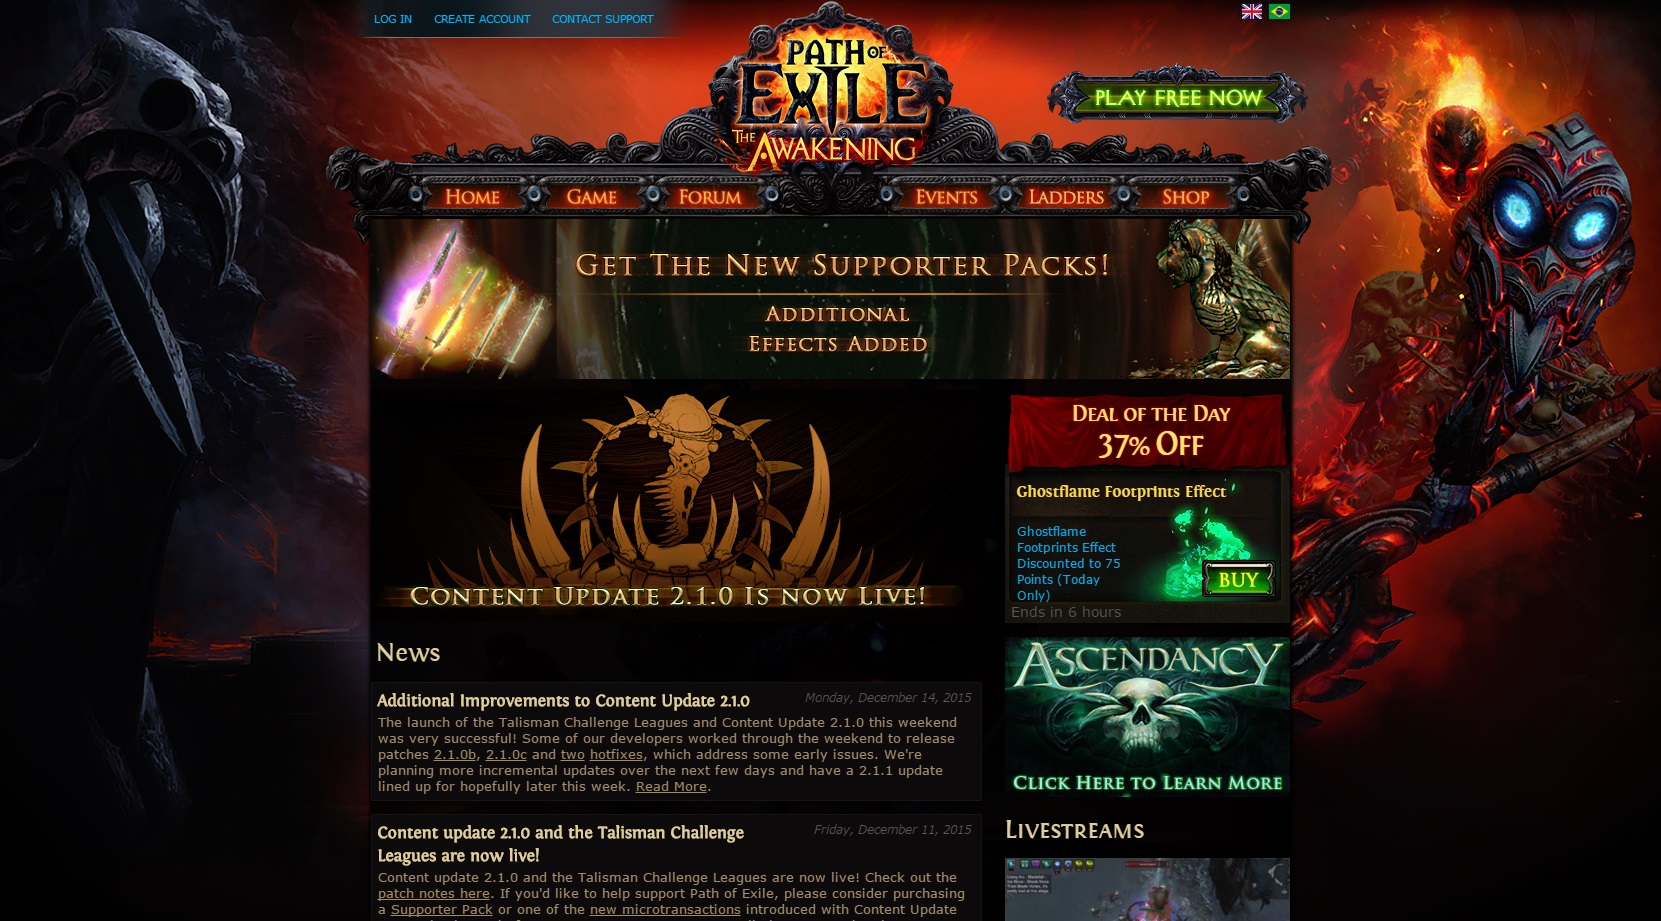 LOG IN CREATE ACCOUNT CONTACT SUPPORT
PATH OF
EXILE
THE
AWAKENING
PLAY FREE NOW
HOME GAME FORUM EVENTS LADDERS SHOP
GET THE NEW SUPPORTER PACKS!
ADDITIONAL
EFFECTS ADDED
CONTENT UPDATE 2.1.0 IS NOW LIVE!
DEAL OF THE DAY
37% OFF
Ghostflame Footprints Effect
Ghostflame
Footprints Effect
Discounted to 75
Points (Today
Only)
BUY
Ends in 6 hours
ASCENDANCY
CLICK HERE TO LEARN MORE
News
Additional Improvements to Content Update 2.1.0 Monday, December 14, 2015
The launch of the Talisman Challenge Leagues and Content Update 2.1.0 this weekend
was very successful! Some of our developers worked through the weekend to release
patches 2.1.0b, 2.1.0c and two hotfixes, which address some early issues. We're
planning more incremental updates over the next few days and have a 2.1.1 update
lined up for hopefully later this week. Read More.
Content update 2.1.0 and the Talisman Challenge
Leagues are now live!
Friday, December 11, 2015
Content update 2.1.0 and the Talisman Challenge Leagues are now live! Check out the
patch notes here. If you'd like to help support Path of Exile, please consider purchasing
a Supporter Pack or one of the new microtransactions introduced with Content Update
LIVESTREAMS